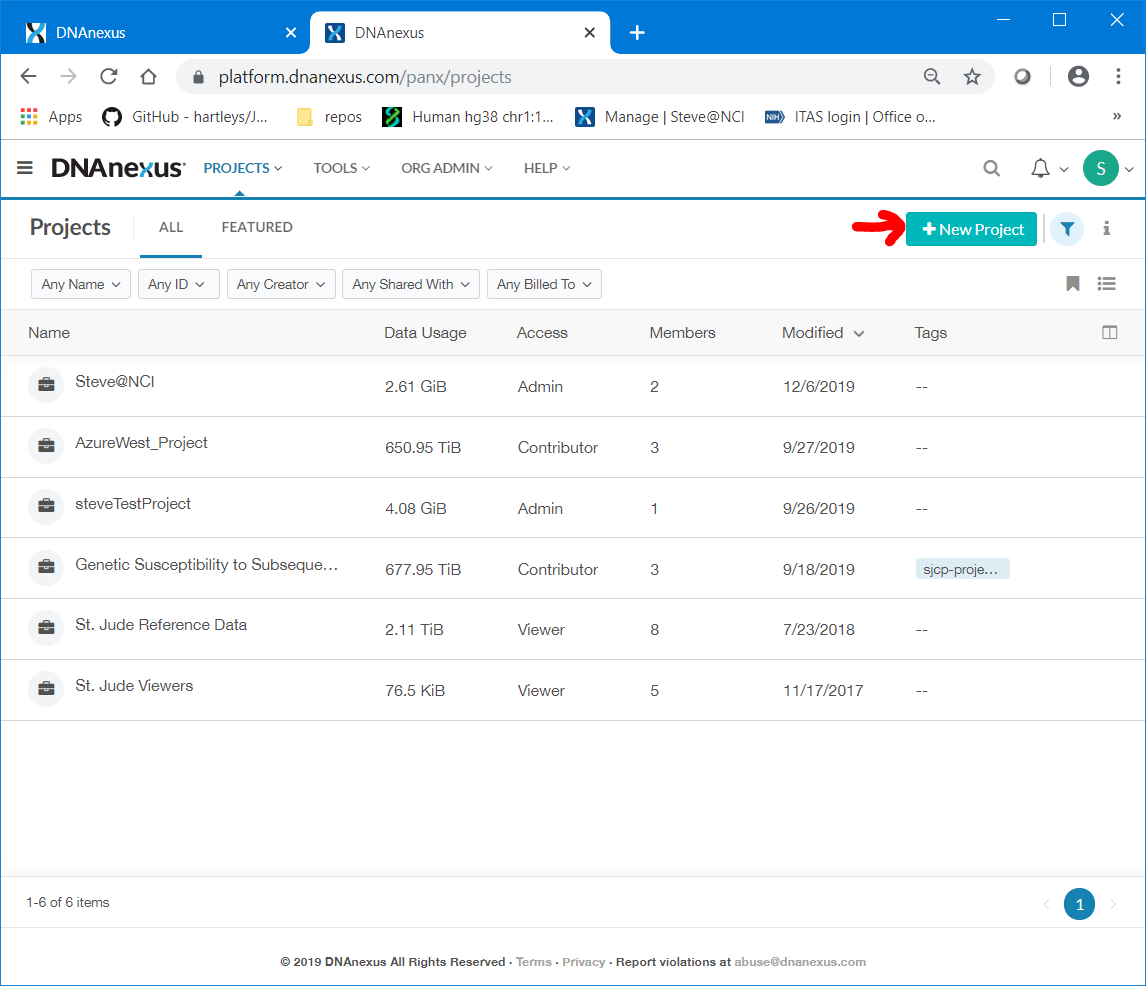 DNAnexus
DNAnexus
platform.dnanexus.com/panx/projects
Apps GitHub - hartleys/J... repos Human hg38 chr1:1... Manage | Steve@NCI NIH ITAS login | Office o... »
DNAnexus PROJECTS TOOLS ORG ADMIN HELP S
Projects ALL FEATURED +New Project i
Any Name Any ID Any Creator Any Shared With Any Billed To
Name Data Usage Access Members Modified Tags
Steve@NCI 2.61 GiB Admin 2 12/6/2019 --
AzureWest_Project 650.95 TiB Contributor 3 9/27/2019 --
steveTestProject 4.08 GiB Admin 1 9/26/2019 --
Genetic Susceptibility to Subseque... 677.95 TiB Contributor 3 9/18/2019 sjcp-proje...
St. Jude Reference Data 2.11 TiB Viewer 8 7/23/2018 --
St. Jude Viewers 76.5 KiB Viewer 5 11/17/2017 --
1-6 of 6 items 1
© 2019 DNAnexus All Rights Reserved · Terms · Privacy · Report violations at abuse@dnanexus.com